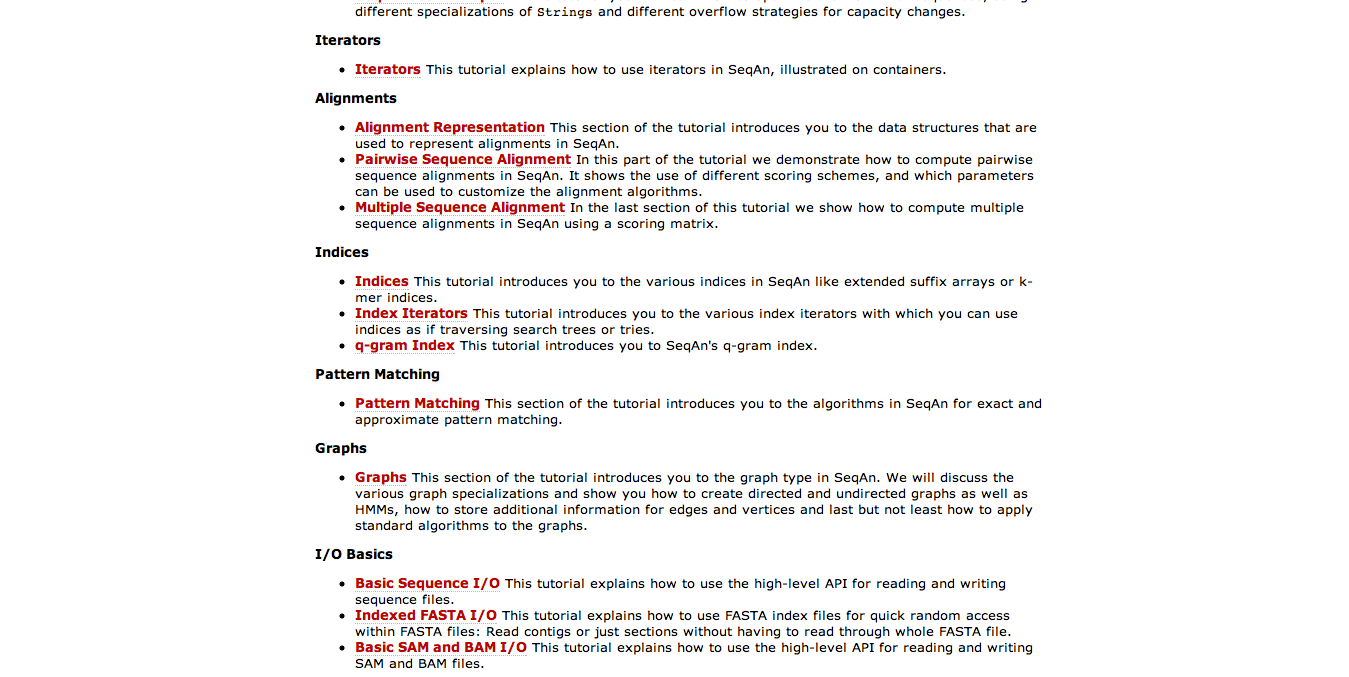 different specializations of Strings and different overflow strategies for capacity changes.
Iterators
• Iterators This tutorial explains how to use iterators in SeqAn, illustrated on containers.
Alignments
• Alignment Representation This section of the tutorial introduces you to the data structures that are
used to represent alignments in SeqAn.
• Pairwise Sequence Alignment In this part of the tutorial we demonstrate how to compute pairwise
sequence alignments in SeqAn. It shows the use of different scoring schemes, and which parameters
can be used to customize the alignment algorithms.
• Multiple Sequence Alignment In the last section of this tutorial we show how to compute multiple
sequence alignments in SeqAn using a scoring matrix.
Indices
• Indices This tutorial introduces you to the various indices in SeqAn like extended suffix arrays or k-
mer indices.
• Index Iterators This tutorial introduces you to the various index iterators with which you can use
indices as if traversing search trees or tries.
• q-gram Index This tutorial introduces you to SeqAn's q-gram index.
Pattern Matching
• Pattern Matching This section of the tutorial introduces you to the algorithms in SeqAn for exact and
approximate pattern matching.
Graphs
• Graphs This section of the tutorial introduces you to the graph type in SeqAn. We will discuss the
various graph specializations and show you how to create directed and undirected graphs as well as
HMMs, how to store additional information for edges and vertices and last but not least how to apply
standard algorithms to the graphs.
I/O Basics
• Basic Sequence I/O This tutorial explains how to use the high-level API for reading and writing
sequence files.
• Indexed FASTA I/O This tutorial explains how to use FASTA index files for quick random access
within FASTA files: Read contigs or just sections without having to read through whole FASTA file.
• Basic SAM and BAM I/O This tutorial explains how to use the high-level API for reading and writing
SAM and BAM files.